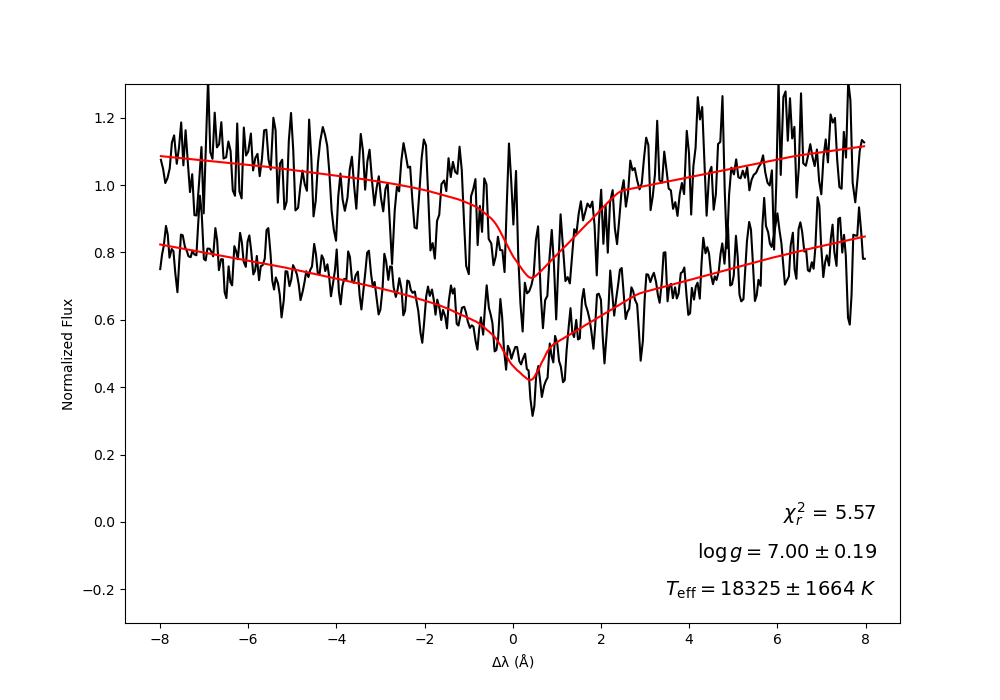 1.2
1.0
0.8
0.6
0.4
0.2
0.0
−0.2
Normalized Flux
χ²ᵣ = 5.57
log g = 7.00 ± 0.19
T_eff = 18325 ± 1664 K
−8 −6 −4 −2 0 2 4 6 8
Δλ (Å)